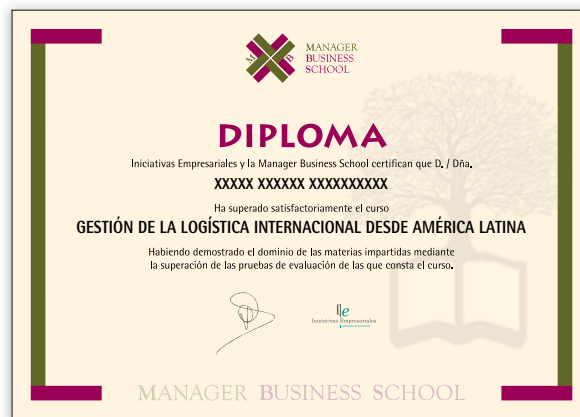 M B
MANAGER
BUSINESS
SCHOOL
DIPLOMA
Iniciativas Empresariales y la Manager Business School certifican que D. / Dña.
XXXXX XXXXXX XXXXXXXXXX
Ha superado satisfactoriamente el curso
GESTIÓN DE LA LOGÍSTICA INTERNACIONAL DESDE AMÉRICA LATINA
Habiendo demostrado el dominio de las materias impartidas mediante
la superación de las pruebas de evaluación de las que consta el curso.
Ie
Iniciativas Empresariales
MANAGER BUSINESS SCHOOL